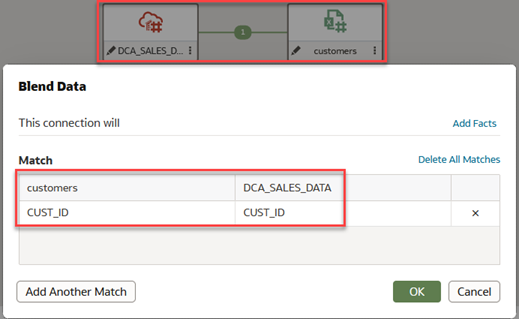 DCA_SALES_D...
1
customers
Blend Data
This connection will
Add Facts
Match
Delete All Matches
customers DCA_SALES_DATA
CUST_ID CUST_ID
Add Another Match
OK
Cancel